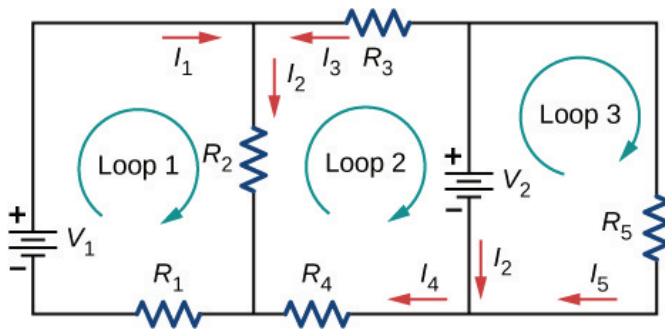 I1
I2
I3
R3
Loop 1
R2
Loop 2
Loop 3
+
V1
−
+
V2
−
R5
R1
R4
I4
I2
I5